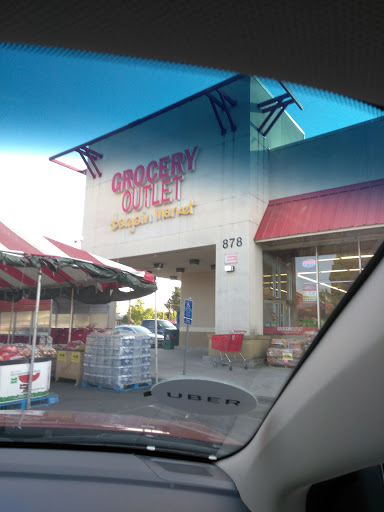 GROCERY
OUTLET
bargain market
878
UBER